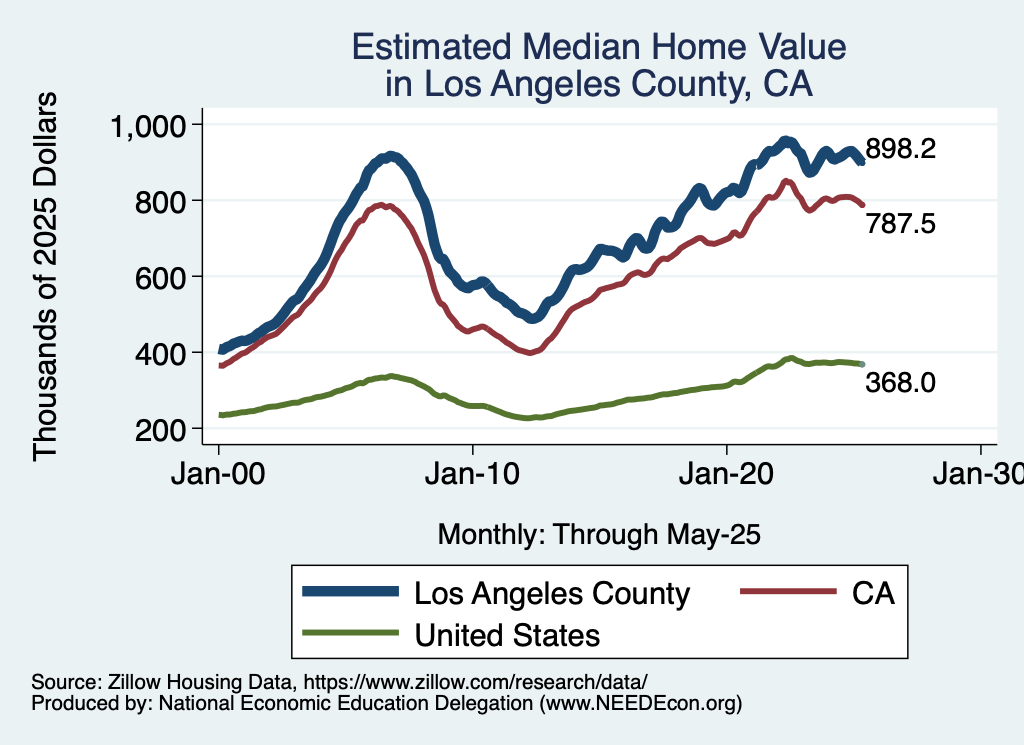 Estimated Median Home Value
in Los Angeles County, CA
Thousands of 2025 Dollars
1,000
800
600
400
200
898.2
787.5
368.0
Jan-00 Jan-10 Jan-20 Jan-30
Monthly: Through May-25
Los Angeles County CA
United States
Source: Zillow Housing Data, https://www.zillow.com/research/data/
Produced by: National Economic Education Delegation (www.NEEDEcon.org)